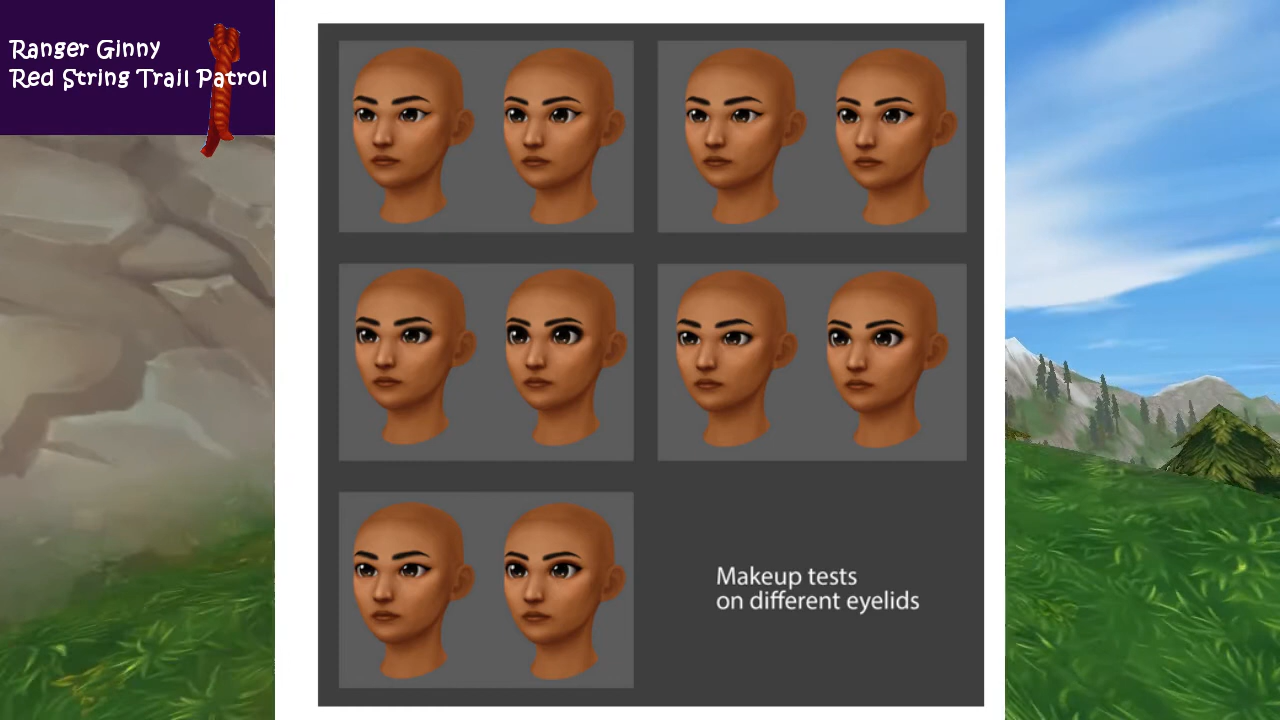 Ranger Ginny
Red String Trail Patrol
Makeup tests
on different eyelids